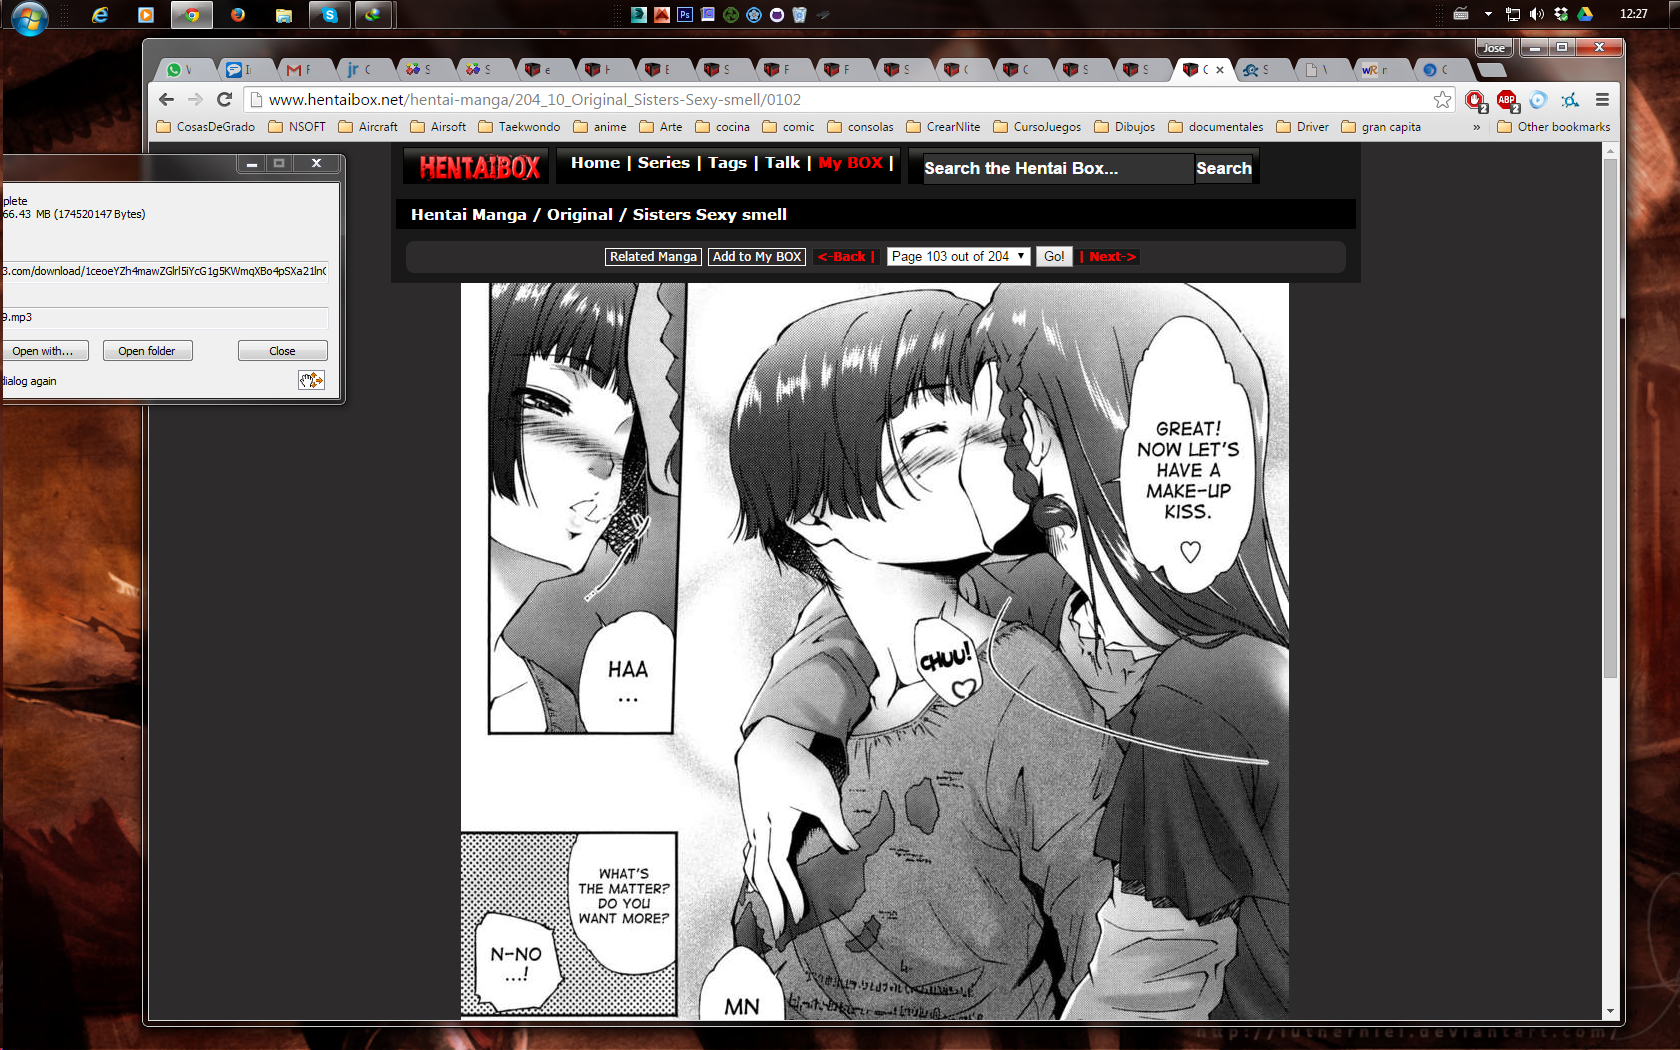 12:27
Jose
www.hentaibox.net/hentai-manga/204_10_Original_Sisters-Sexy-smell/0102
CosasDeGrado NSOFT Aircraft Airsoft Taekwondo anime Arte cocina comic consolas CrearNlite CursoJuegos Dibujos documentales Driver gran capita » Other bookmarks
HENTAIBOX
Home | Series | Tags | Talk | My BOX |
Search the Hentai Box... Search
Hentai Manga / Original / Sisters Sexy smell
Related Manga Add to My BOX <-Back | Page 103 out of 204 Go! | Next->
plete
66.43 MB (174520147 Bytes)
9.mp3
Open with... Open folder Close
dialog again
GREAT!
NOW LET'S
HAVE A
MAKE-UP
KISS.
CHUU!
HAA
...
WHAT'S
THE MATTER?
DO YOU
WANT MORE?
N-NO
...!
MN